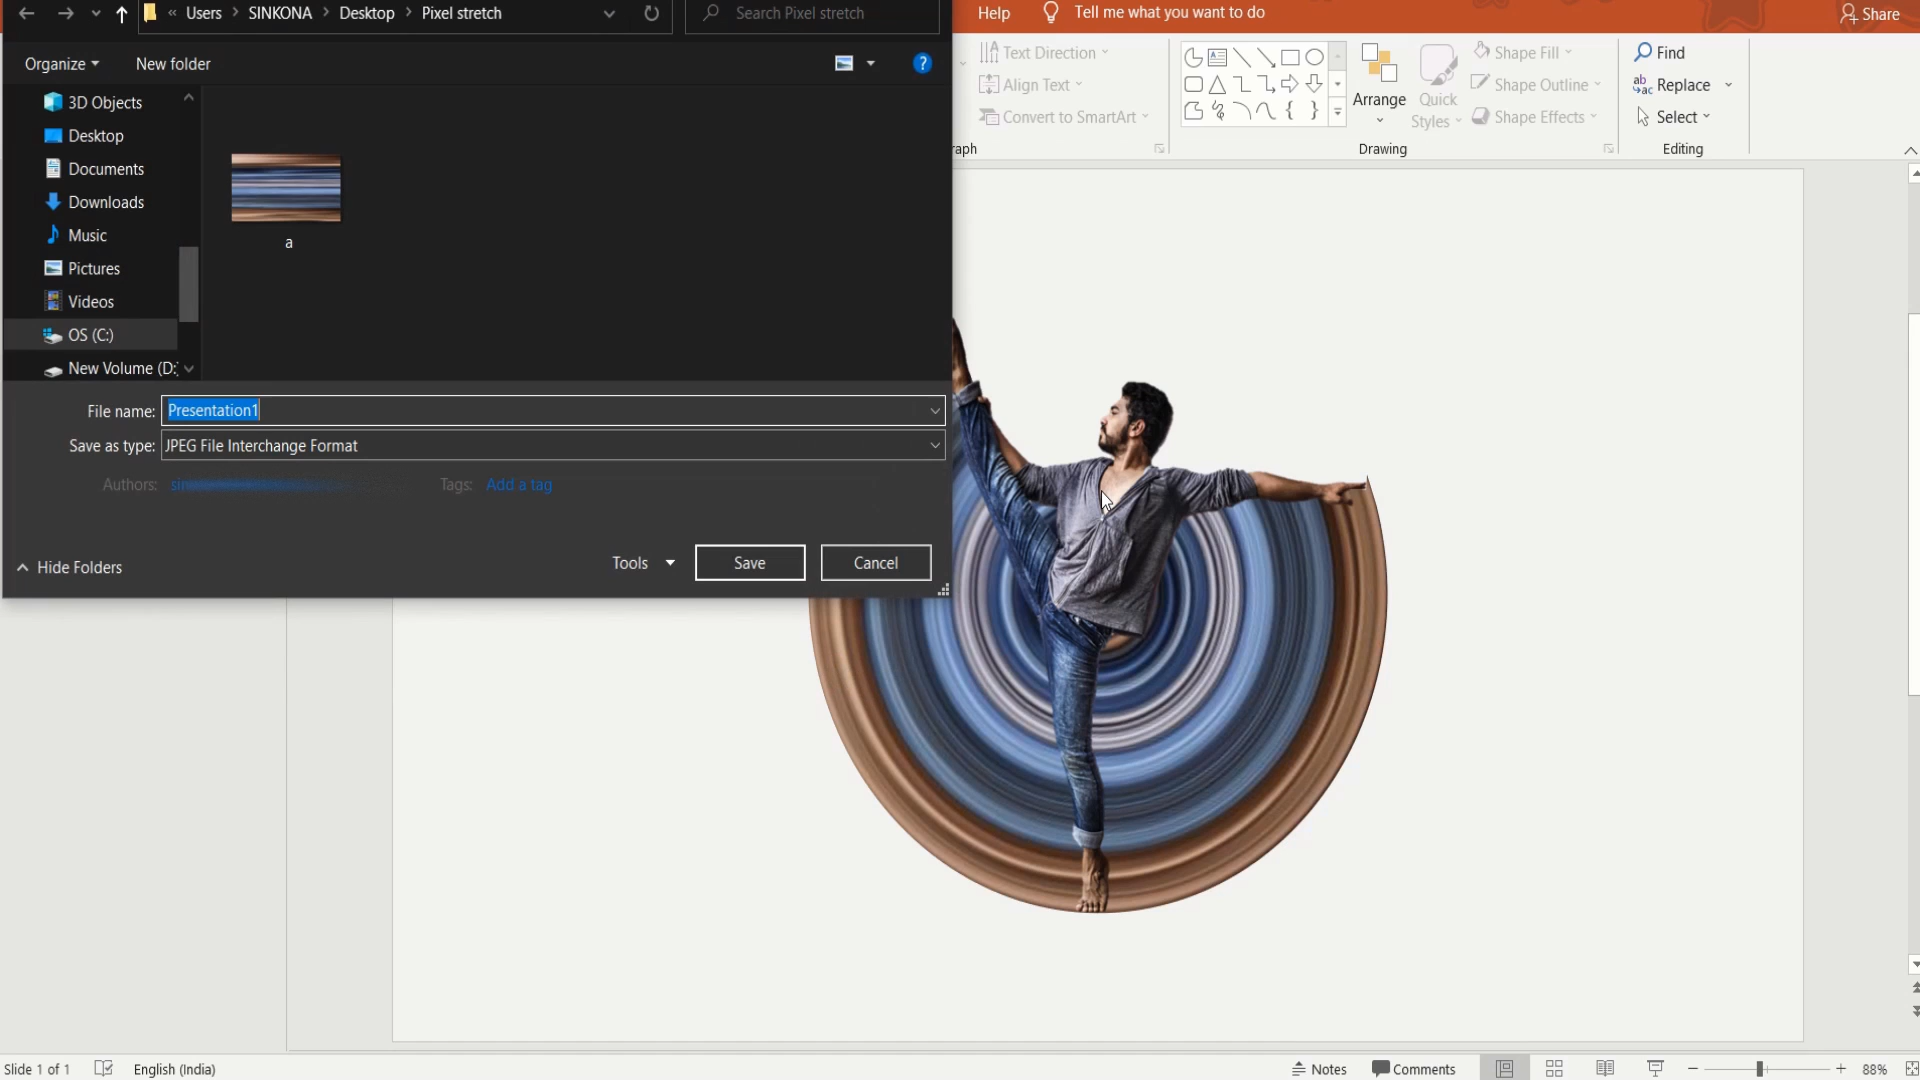 « Users > SINKONA > Desktop > Pixel stretch
Search Pixel stretch
Help
Tell me what you want to do
Share
Organize
New folder
3D Objects
Desktop
Documents
Downloads
Music
Pictures
Videos
OS (C:)
New Volume (D:)
a
File name: Presentation1
Save as type: JPEG File Interchange Format
Authors:
Tags: Add a tag
Hide Folders
Tools
Save
Cancel
Text Direction
Align Text
Convert to SmartArt
raph
Arrange
Quick
Styles
Shape Fill
Shape Outline
Shape Effects
Drawing
Find
Replace
Select
Editing
Slide 1 of 1
English (India)
Notes
Comments
88%